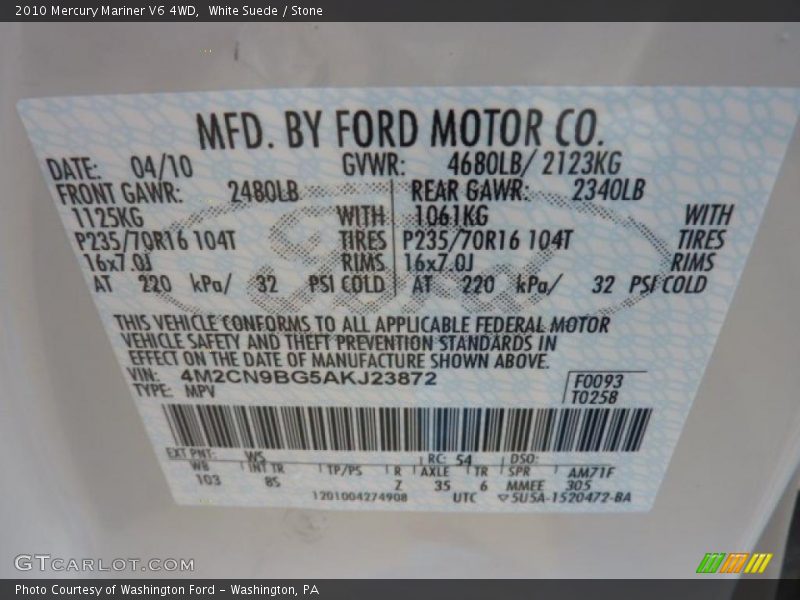 2010 Mercury Mariner V6 4WD,  White Suede / Stone
MFD. BY FORD MOTOR CO.
DATE: 04/10 GVWR: 4680LB/ 2123KG
FRONT GAWR: 2480LB REAR GAWR: 2340LB
1125KG WITH 1061KG WITH
P235/70R16 104T TIRES P235/70R16 104T TIRES
16x7.0J RIMS 16x7.0J RIMS
AT 220 kPa/ 32 PSI COLD AT 220 kPa/ 32 PSI COLD
THIS VEHICLE CONFORMS TO ALL APPLICABLE FEDERAL MOTOR
VEHICLE SAFETY AND THEFT PREVENTION STANDARDS IN
EFFECT ON THE DATE OF MANUFACTURE SHOWN ABOVE.
VIN: 4M2CN9BG5AKJ23872 F0093
TYPE: MPV T0258
EXT PNT: WS RC: 54 DSO:
WB INT TR TP/PS R AXLE TR SPR AM71F
103 8S Z 35 6 MMEE 305
1201004274908 UTC ▽5U5A-1520472-BA
Ford
GTCARLOT.COM
Photo Courtesy of Washington Ford - Washington, PA